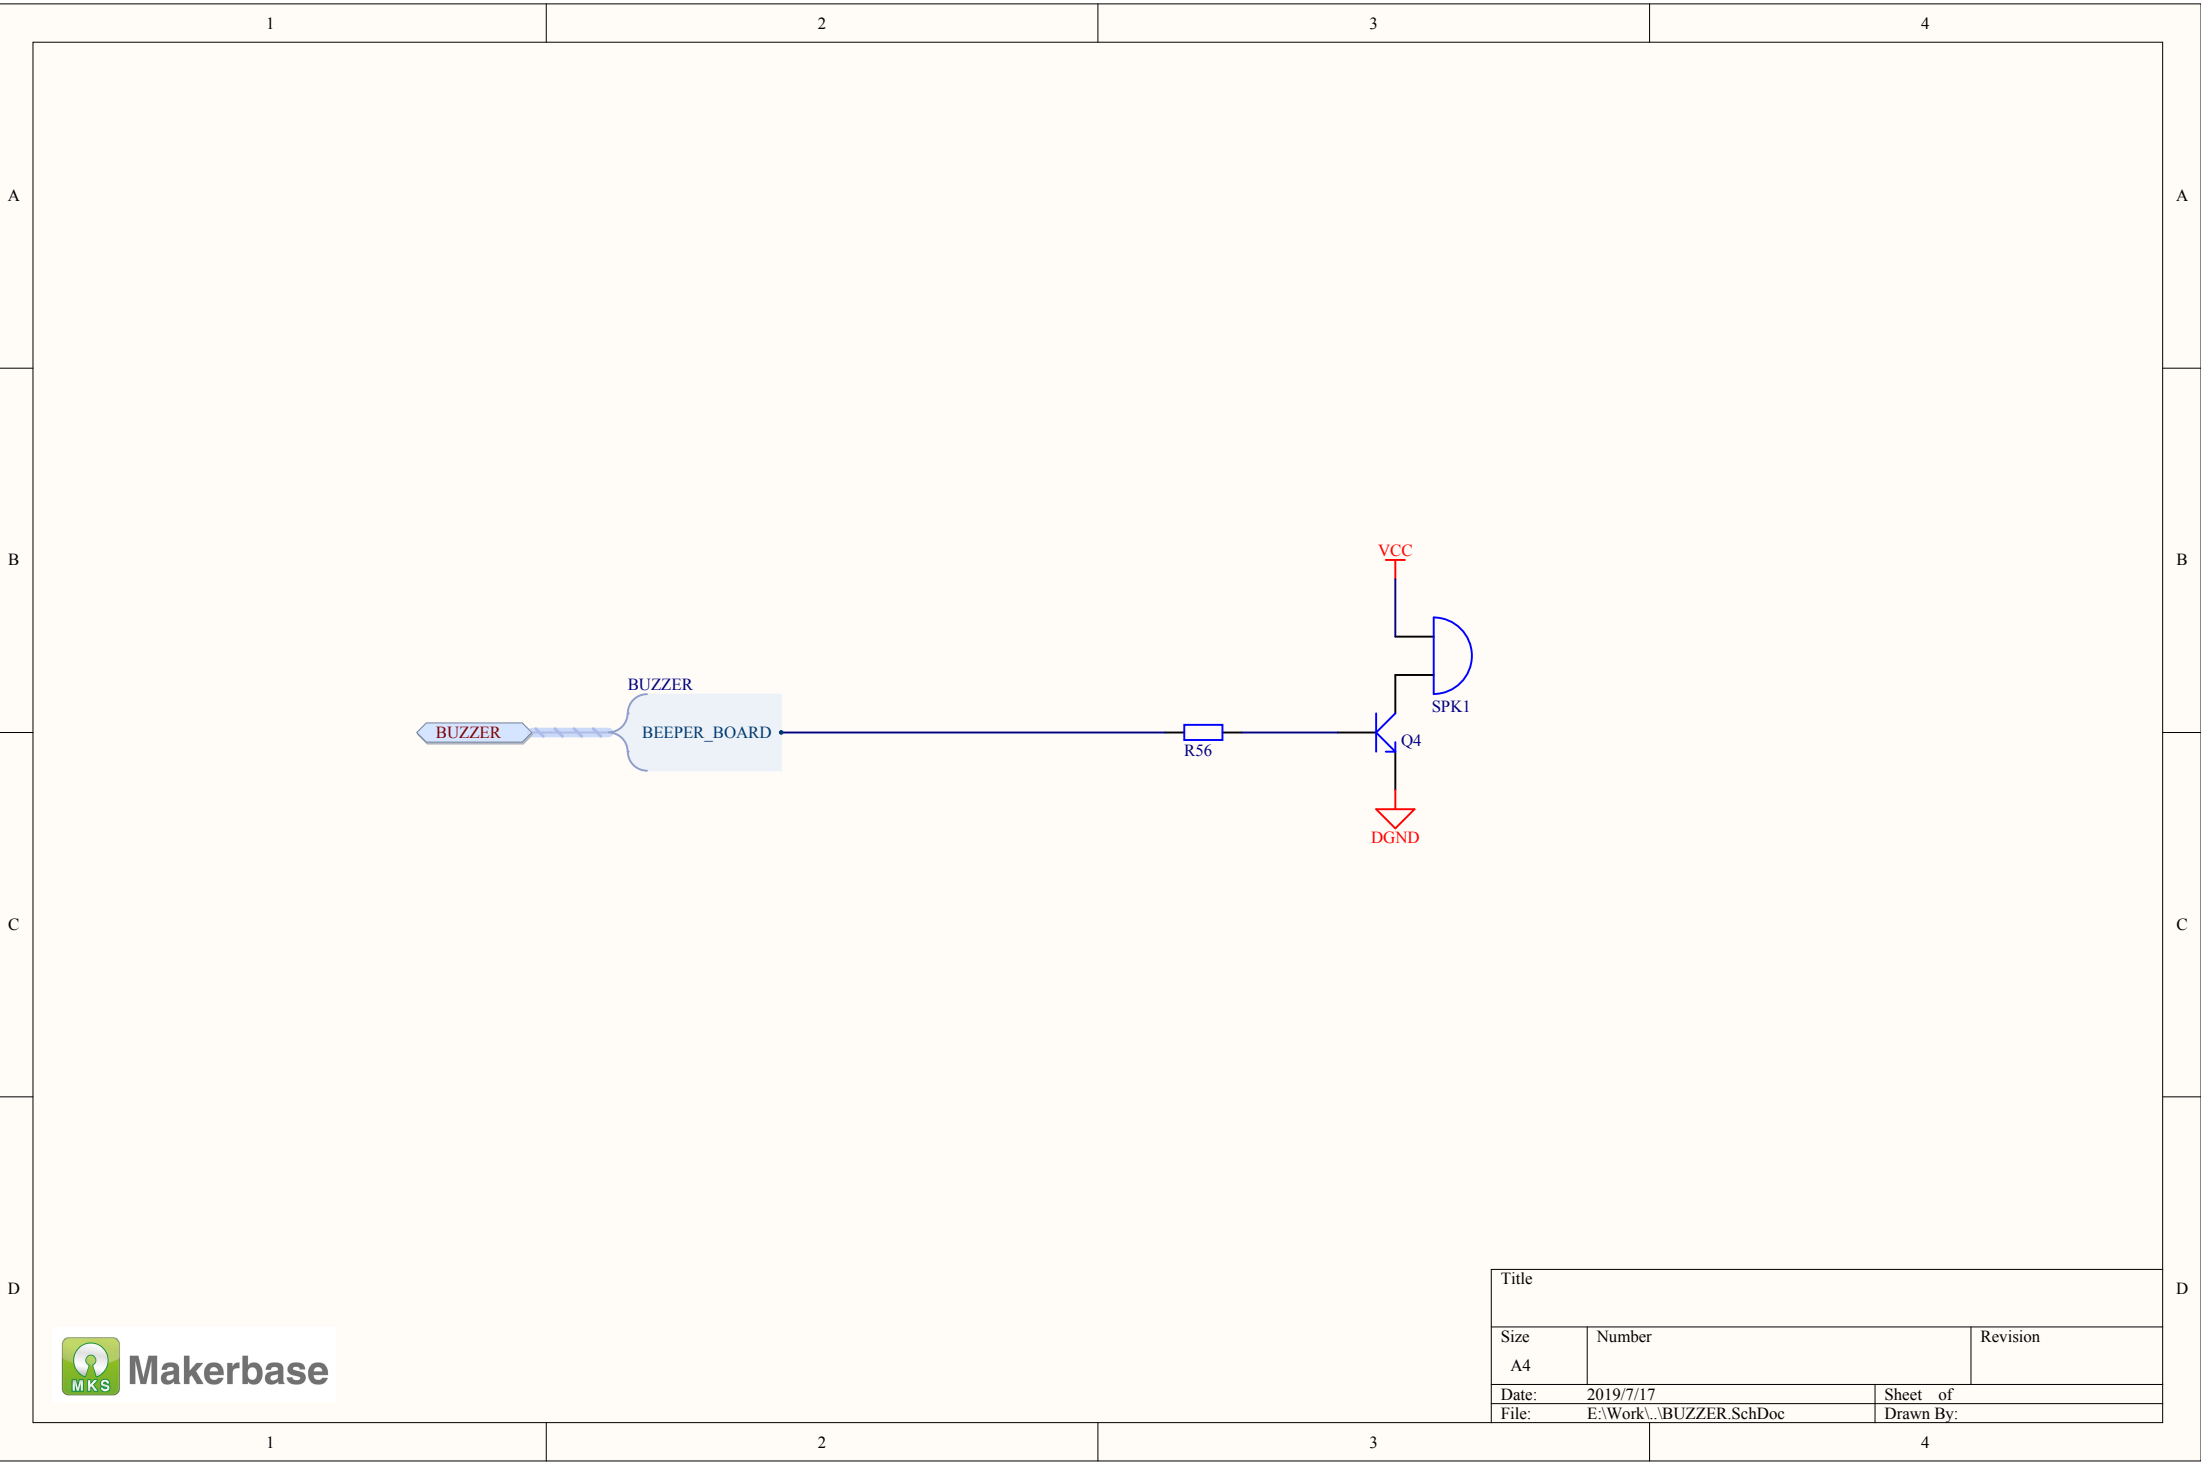 1 2 3 4
A A
VCC
B B
BUZZER
SPK1
BUZZER BEEPER_BOARD Q4
R56
DGND
C C
Title
D D
Size Number Revision
A4
MKS Makerbase
Date: 2019/7/17 Sheet of
File: E:\Work\..\BUZZER.SchDoc Drawn By:
1 2 3 4